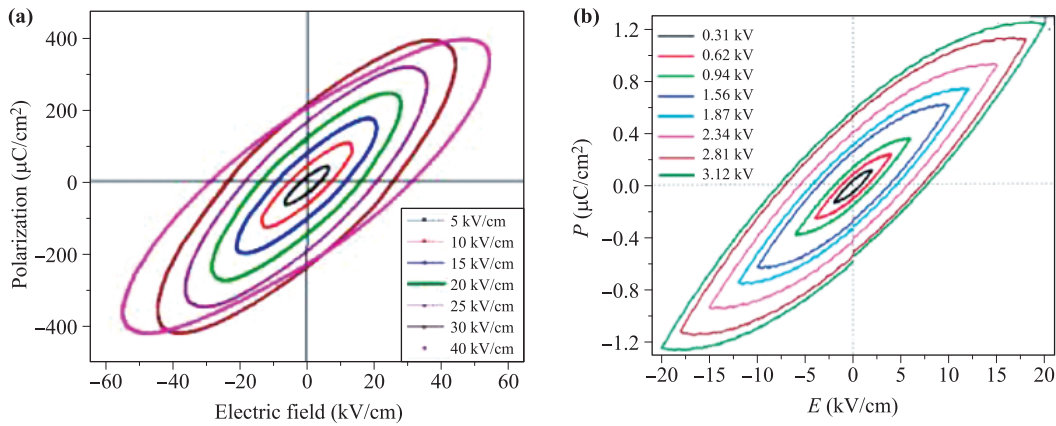 (a)
400
200
0
−200
−400
Polarization (μC/cm²)
5 kV/cm
10 kV/cm
15 kV/cm
20 kV/cm
25 kV/cm
30 kV/cm
40 kV/cm
−60 −40 −20 0 20 40 60
Electric field (kV/cm)
(b)
1.2
0.8
0.4
0.0
−0.4
−0.8
−1.2
P (μC/cm²)
0.31 kV
0.62 kV
0.94 kV
1.56 kV
1.87 kV
2.34 kV
2.81 kV
3.12 kV
−20 −15 −10 −5 0 5 10 15 20
E (kV/cm)